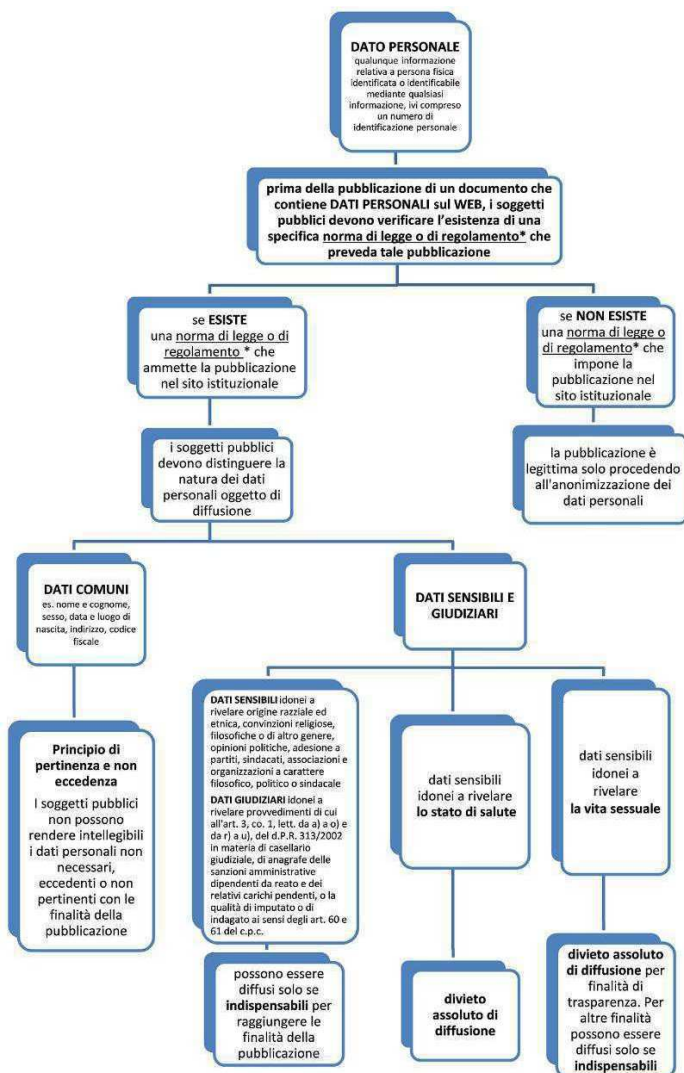 DATO PERSONALE
qualunque informazione
relativa a persona fisica
identificata o identificabile
mediante qualsiasi
informazione, ivi compreso
un numero di
identificazione personale
prima della pubblicazione di un documento che
contiene DATI PERSONALI sul WEB, i soggetti
pubblici devono verificare l'esistenza di una
specifica norma di legge o di regolamento* che
preveda tale pubblicazione
se ESISTE
una norma di legge o di
regolamento * che
ammette la pubblicazione
nel sito istituzionale
se NON ESISTE
una norma di legge o
di regolamento* che
impone la
pubblicazione nel
sito istituzionale
i soggetti pubblici
devono distinguere la
natura dei dati
personali oggetto di
diffusione
la pubblicazione è
legittima solo procedendo
all'anonimizzazione dei
dati personali
DATI COMUNI
es. nome e cognome,
sesso, data e luogo di
nascita, indirizzo, codice
fiscale
DATI SENSIBILI E
GIUDIZIARI
Principio di
pertinenza e non
eccedenza
I soggetti pubblici
non possono
rendere intellegibili
i dati personali non
necessari,
eccedenti o non
pertinenti con le
finalità della
pubblicazione
DATI SENSIBILI idonei a
rivelare origine razziale ed
etnica, convinzioni religiose,
filosofiche o di altro genere,
opinioni politiche, adesione a
partiti, sindacati, associazioni e
organizzazioni a carattere
filosofico, politico o sindacale
DATI GIUDIZIARI idonei a
rivelare provvedimenti di cui
all'art. 3, co. 1, lett. da a) a o) e
da r) a u), del d.P.R. 313/2002
in materia di casellario
giudiziale, di anagrafe delle
sanzioni amministrative
dipendenti da reato e dei
relativi carichi pendenti, o la
qualità di imputato o di
indagato ai sensi degli art. 60 e
61 del c.p.c.
dati sensibili
idonei a rivelare
lo stato di salute
dati sensibili
idonei a
rivelare
la vita sessuale
possono essere
diffusi solo se
indispensabili per
raggiungere le
finalità della
pubblicazione
divieto
assoluto di
diffusione
divieto assoluto
di diffusione per
finalità di
trasparenza. Per
altre finalità
possono essere
diffusi solo se
indispensabili